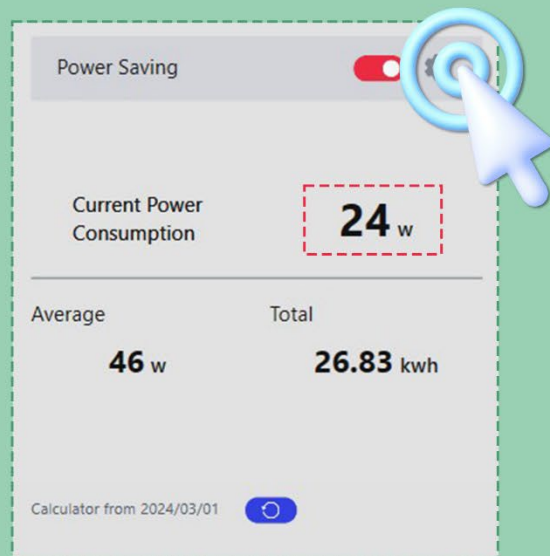 Power Saving
Current Power
Consumption
24 w
Average
Total
46 w
26.83 kwh
Calculator from 2024/03/01